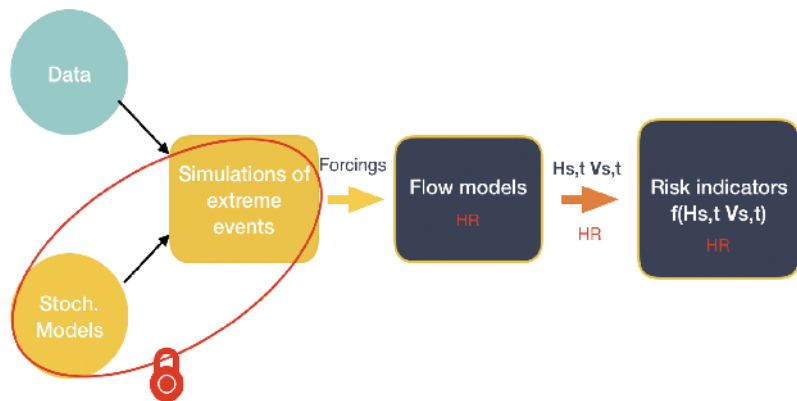 Data
Stoch.
Models
Simulations of
extreme
events
Forcings
Flow models
HR
Hs,t Vs,t
HR
Risk indicators
f(Hs,t Vs,t)
HR